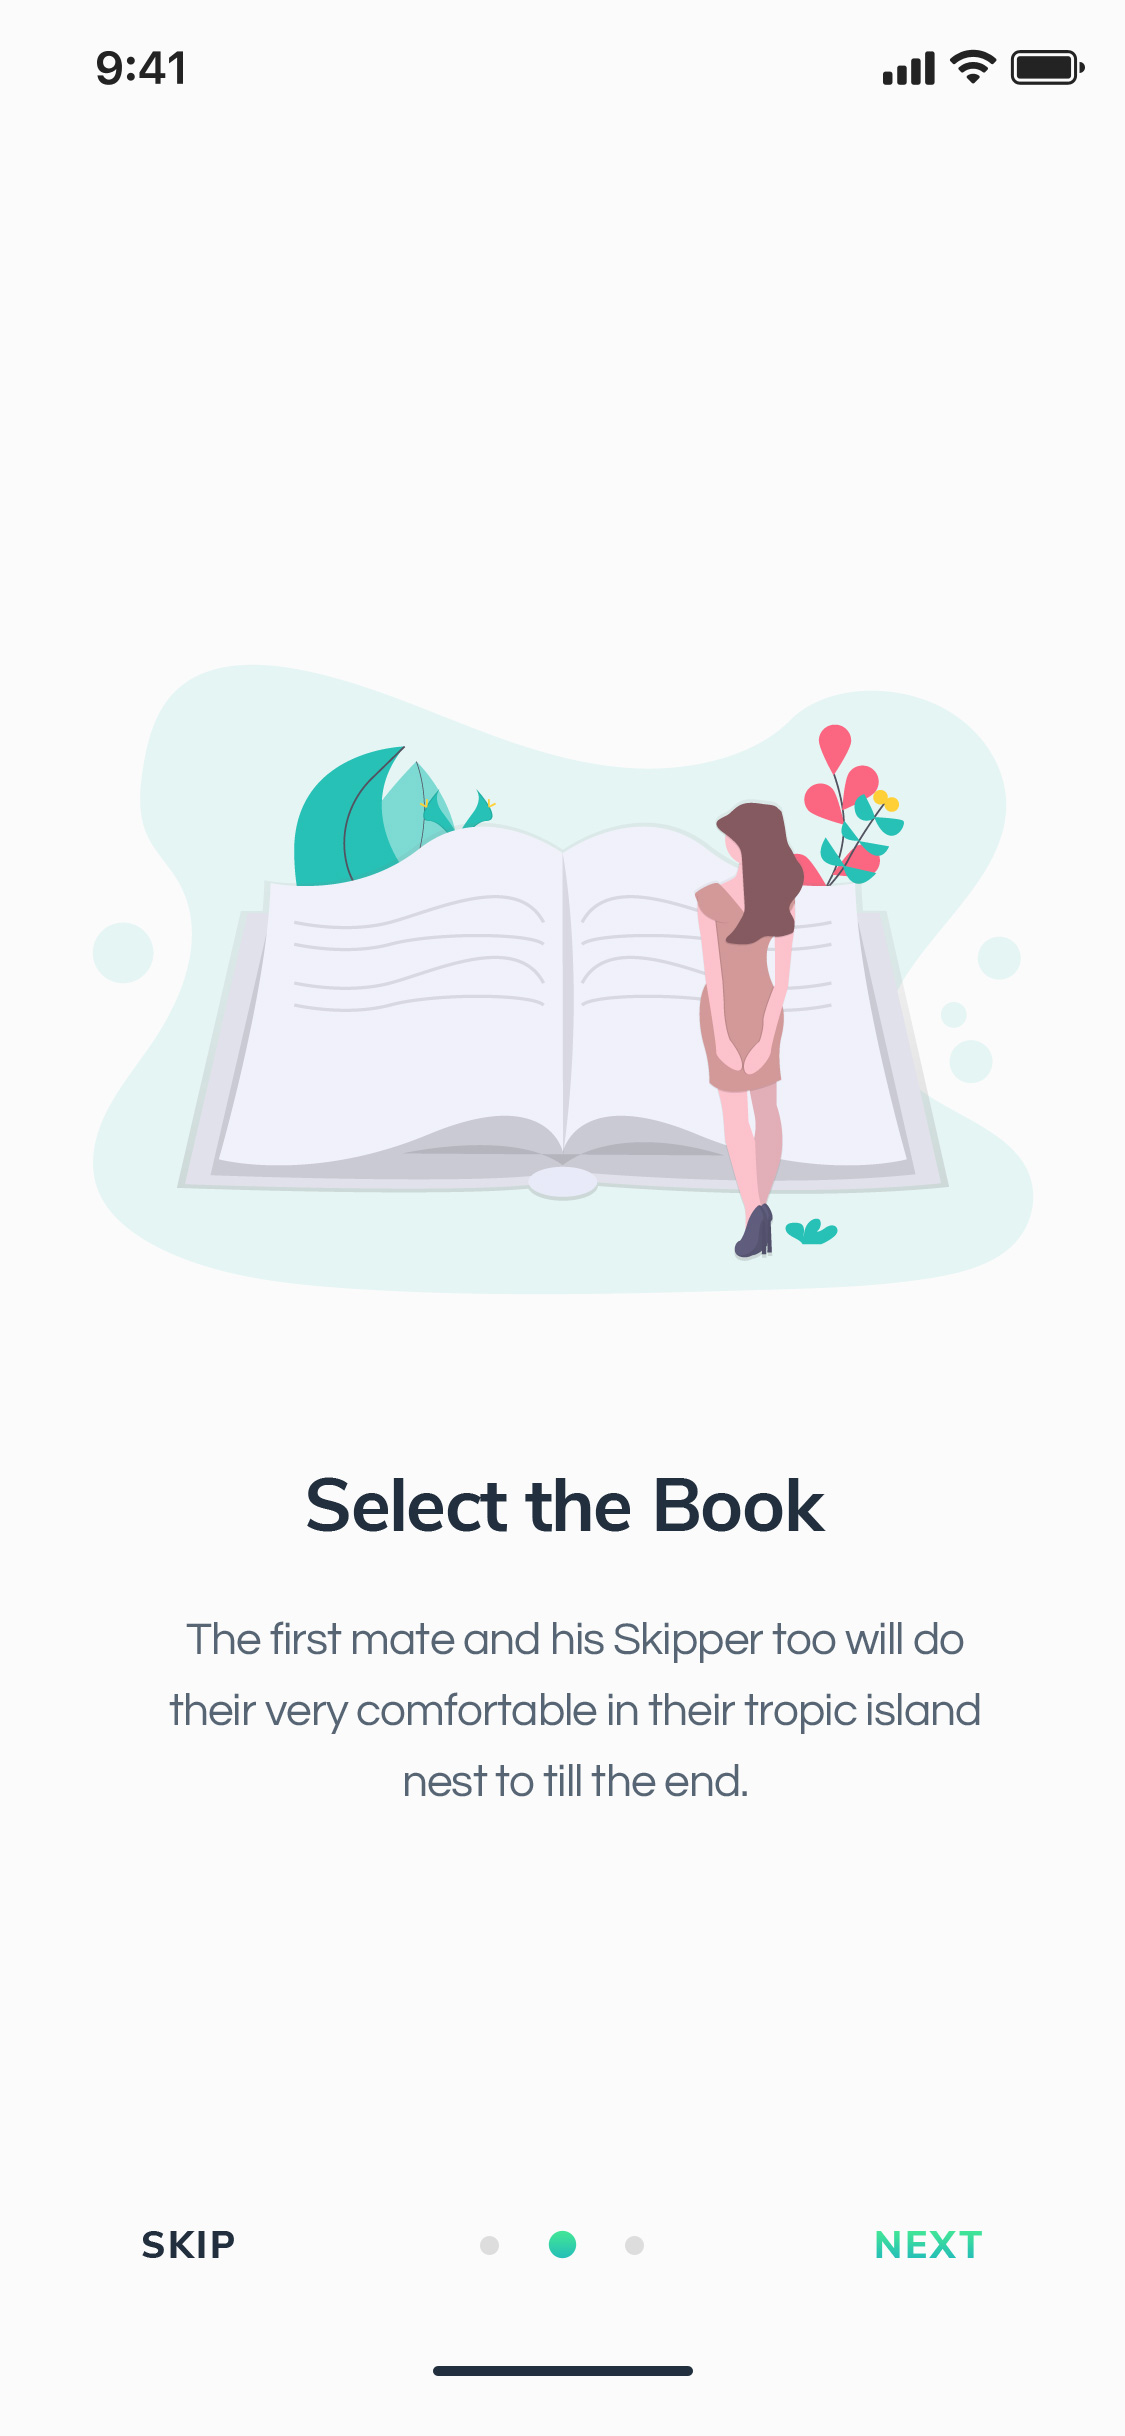 9:41
Select the Book
The first mate and his Skipper too will do
their very comfortable in their tropic island
nest to till the end.
SKIP
NEXT